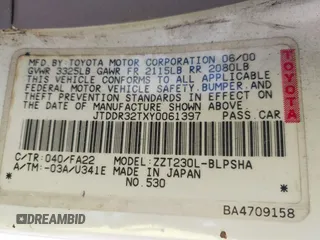 MFD.BY TOYOTA MOTOR CORPORATION 06/00
GVWR 3325LB GAWR FR 2115LB RR 2080LB
THIS VEHICLE CONFORMS TO ALL APPLICABLE
FEDERAL MOTOR VEHICLE SAFETY,BUMPER,AND
THEFT PREVENTION STANDARDS IN EFFECT ON THE
DATE OF MANUFACTURE SHOWN ABOVE.
JTDDR32TXY0061397 PASS.CAR
TOYOTA
C/TR:040/FA22 MODEL:ZZT230L-BLPSHA
A/TM:-03A/U341E MADE IN JAPAN
NO.530
BA4709158
DREAMBID